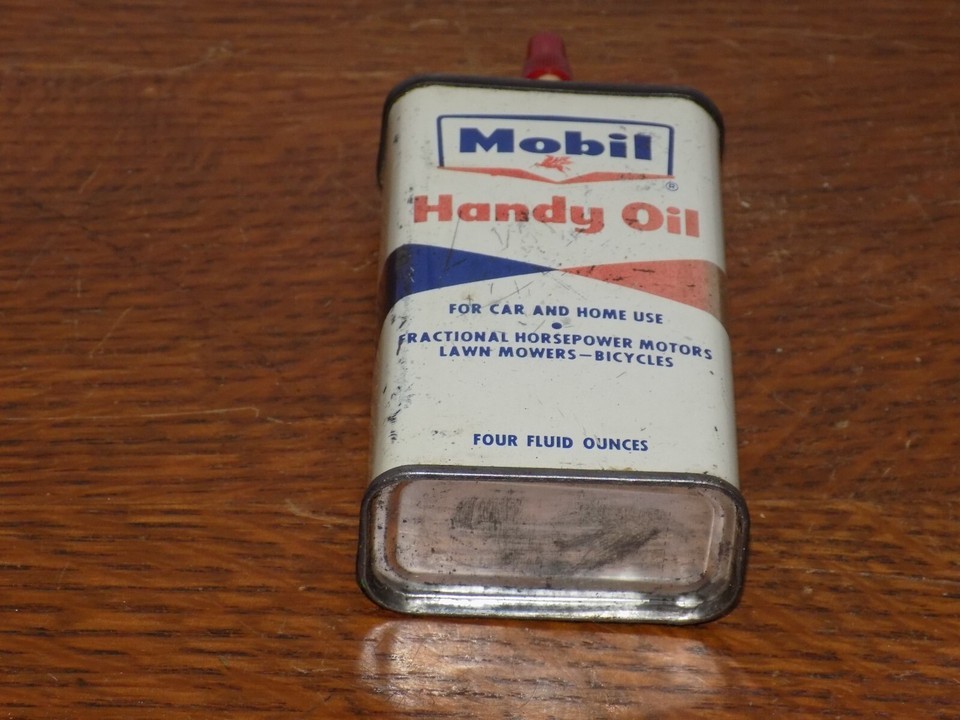 Mobil
®
Handy Oil
FOR CAR AND HOME USE
•
FRACTIONAL HORSEPOWER MOTORS
LAWN MOWERS—BICYCLES
FOUR FLUID OUNCES